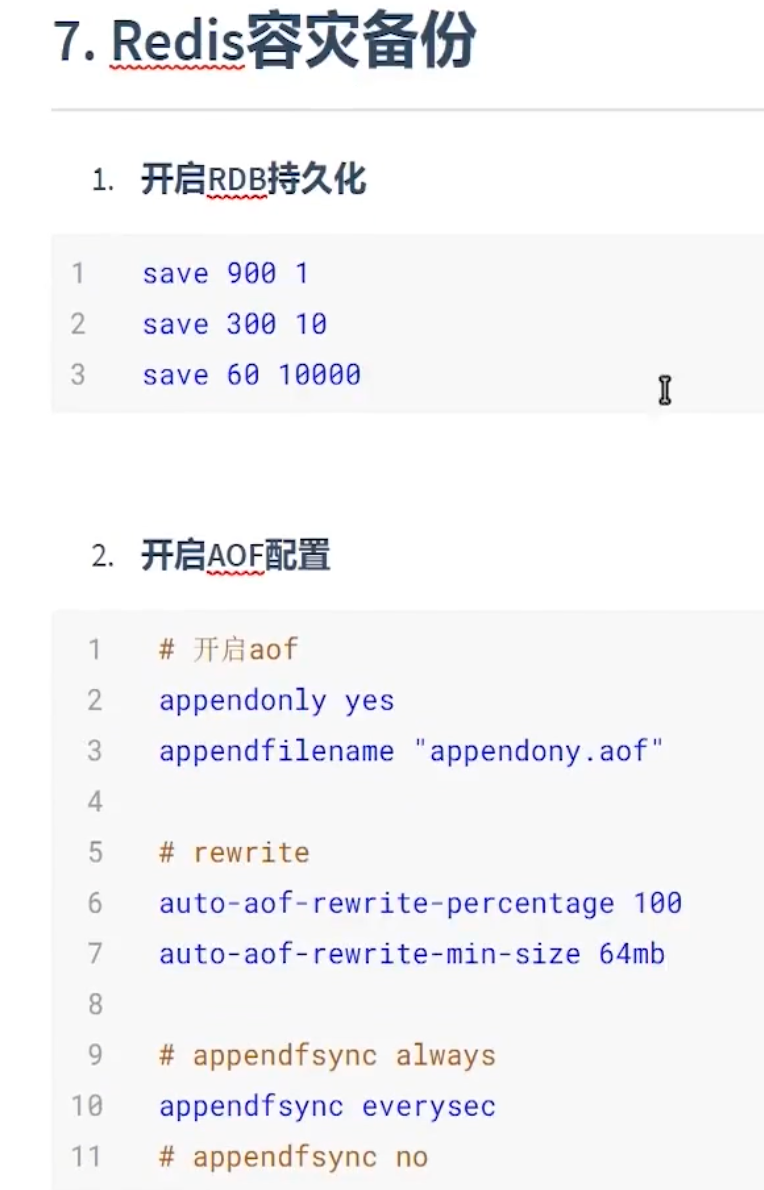 7. Redis容灾备份
1. 开启RDB持久化
1 save 900 1
2 save 300 10
3 save 60 10000
2. 开启AOF配置
1 # 开启aof
2 appendonly yes
3 appendfilename "appendony.aof"
4
5 # rewrite
6 auto-aof-rewrite-percentage 100
7 auto-aof-rewrite-min-size 64mb
8
9 # appendfsync always
10 appendfsync everysec
11 # appendfsync no